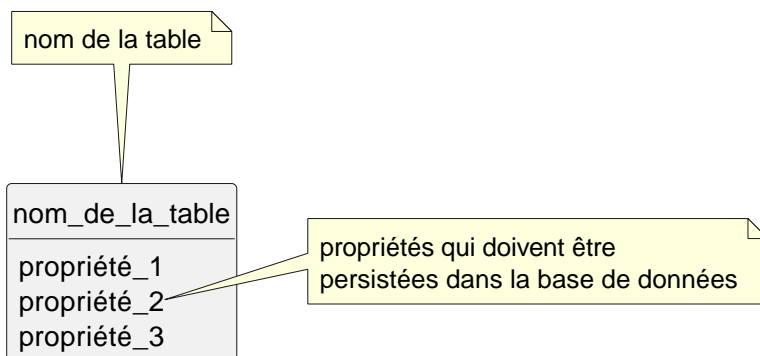 nom de la table
nom_de_la_table
propriété_1
propriété_2
propriété_3
propriétés qui doivent être
persistées dans la base de données